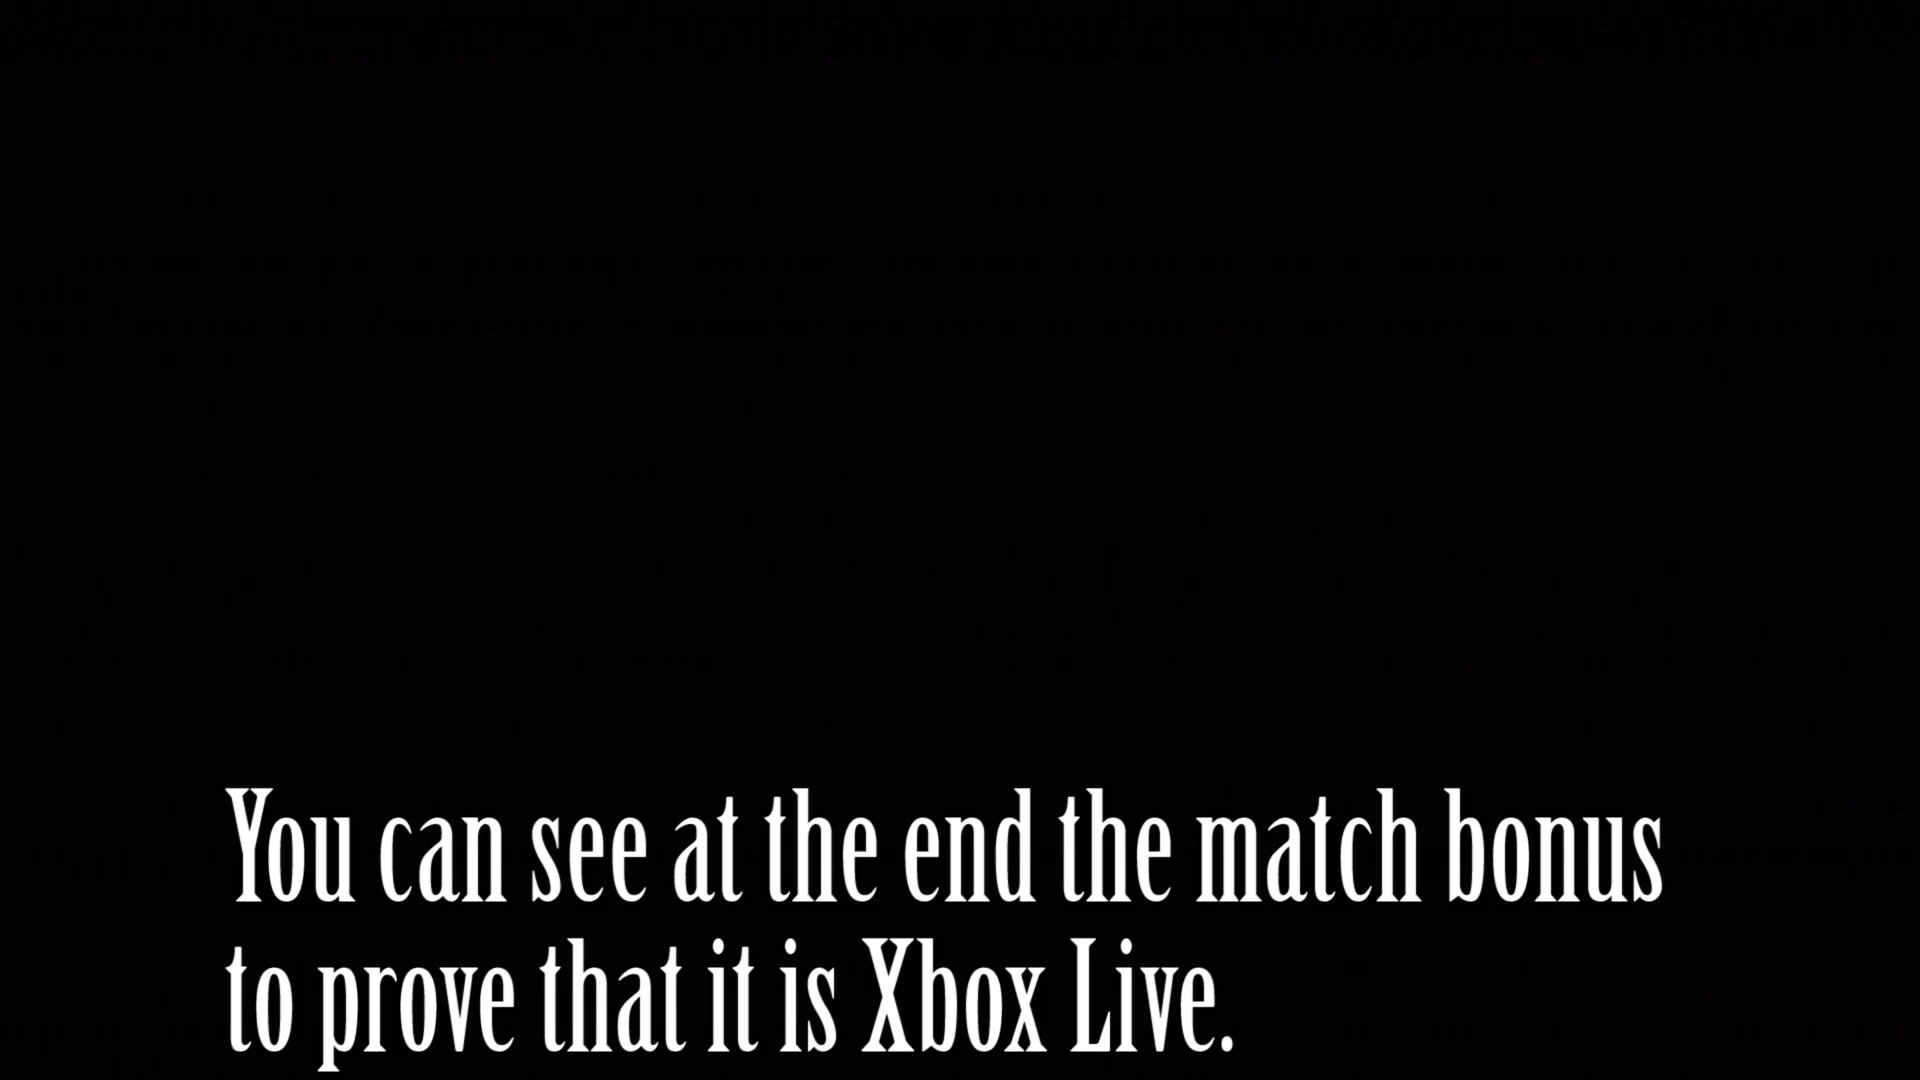 You can see at the end the match bonus
to prove that it is Xbox Live.